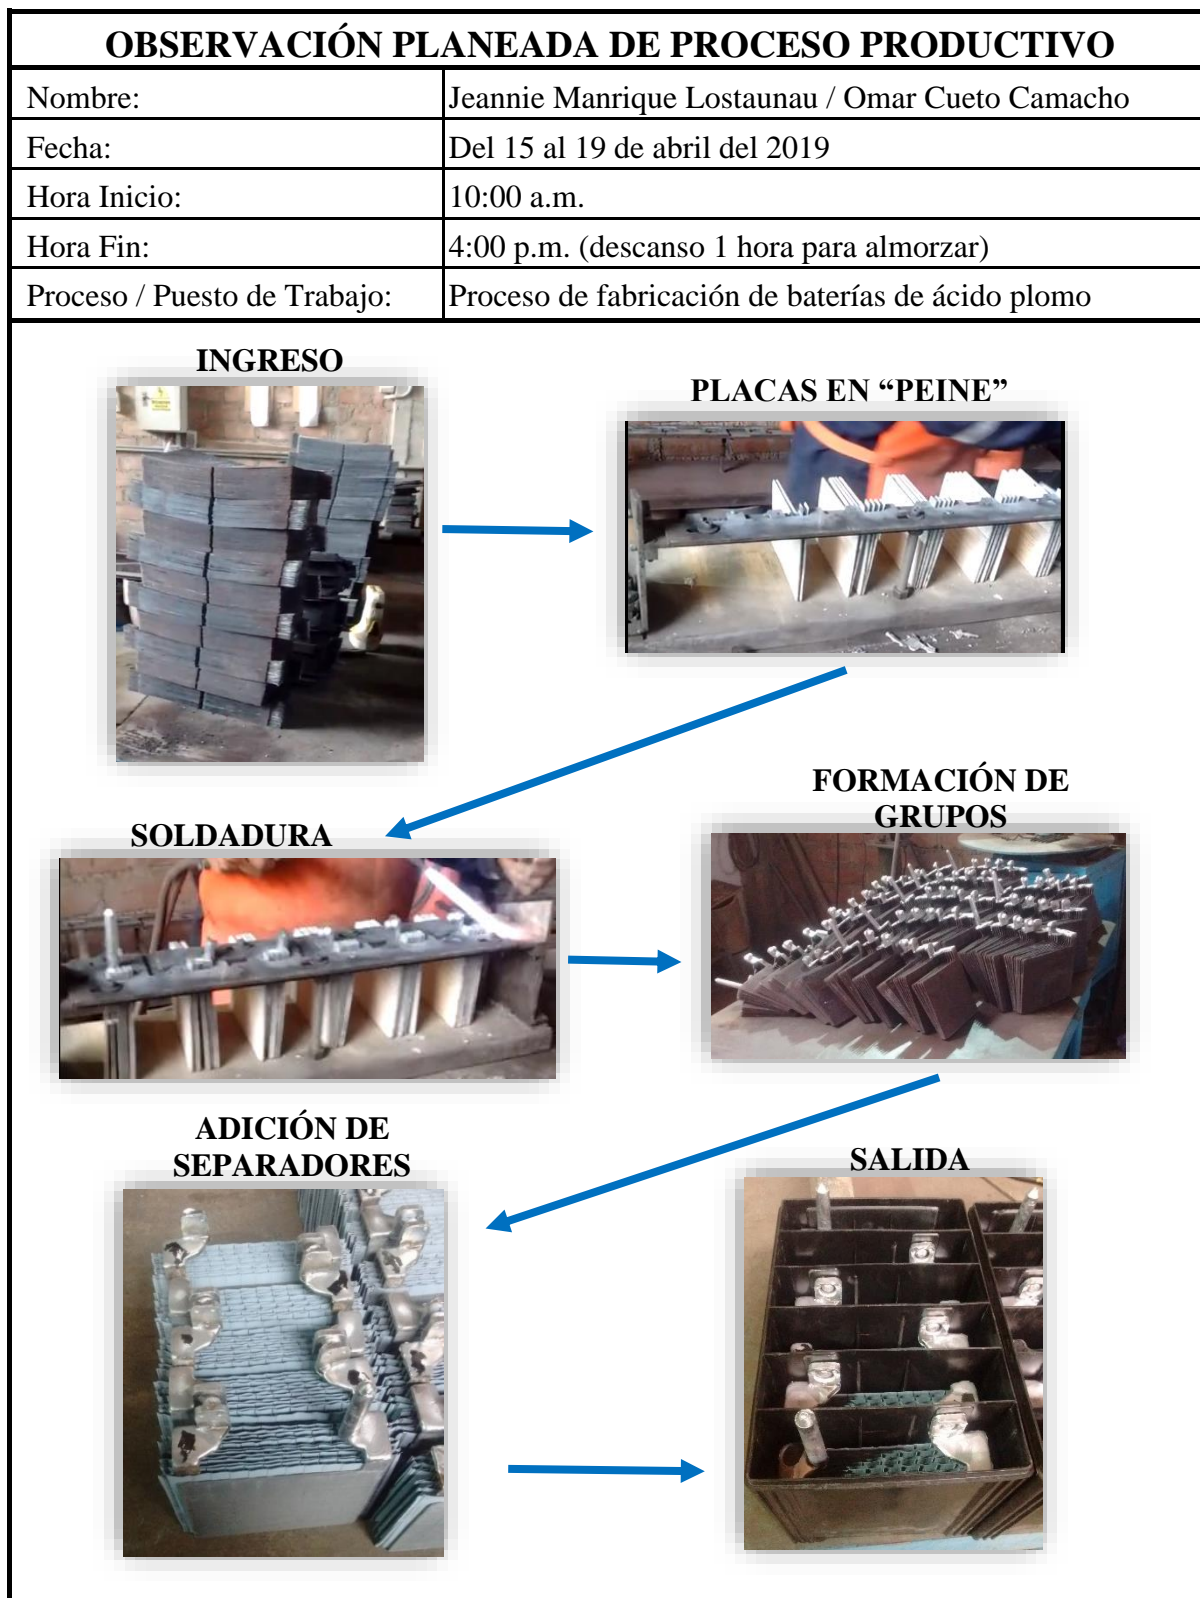 OBSERVACIÓN PLANEADA DE PROCESO PRODUCTIVO
Nombre: Jeannie Manrique Lostaunau / Omar Cueto Camacho
Fecha: Del 15 al 19 de abril del 2019
Hora Inicio: 10:00 a.m.
Hora Fin: 4:00 p.m. (descanso 1 hora para almorzar)
Proceso / Puesto de Trabajo: Proceso de fabricación de baterías de ácido plomo
INGRESO
PLACAS EN “PEINE”
SOLDADURA
FORMACIÓN DE
GRUPOS
ADICIÓN DE
SEPARADORES
SALIDA